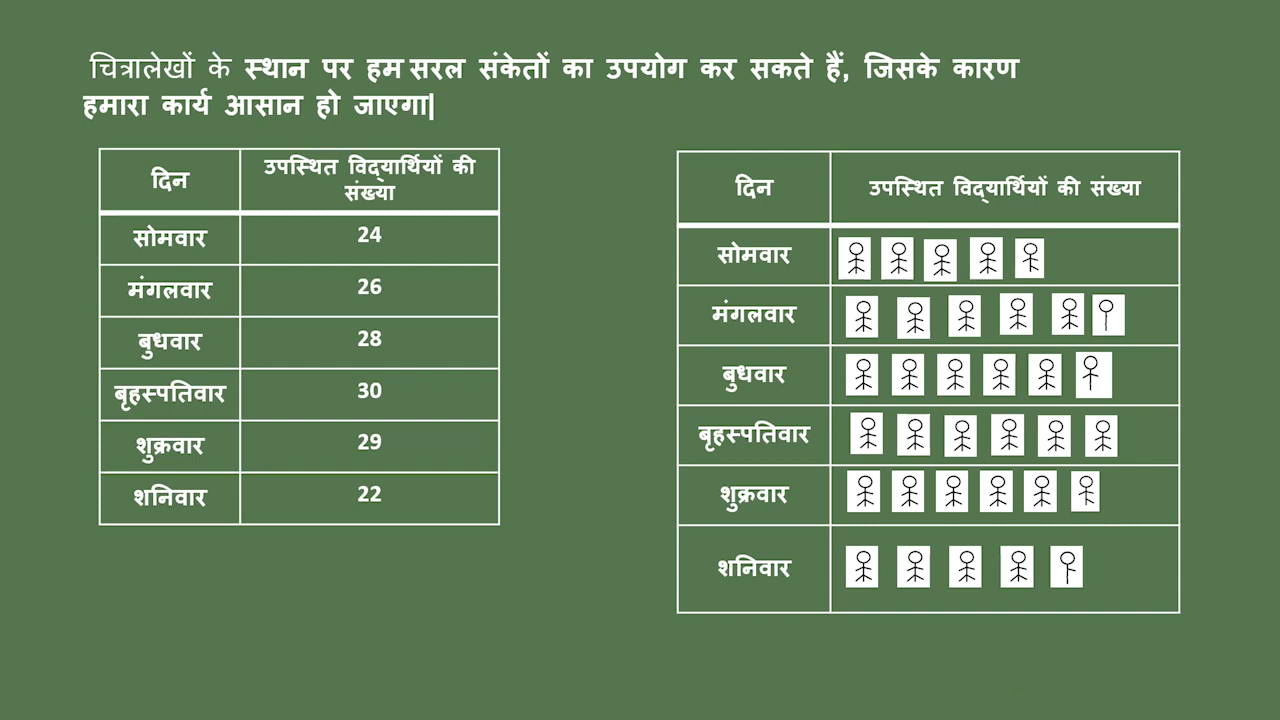 चित्रालेखों के स्थान पर हम सरल संकेतों का उपयोग कर सकते हैं, जिसके कारण
हमारा कार्य आसान हो जाएगा|
दिन
उपस्थित विद्यार्थियों की
संख्या
सोमवार 24
मंगलवार 26
बुधवार 28
बृहस्पतिवार 30
शुक्रवार 29
शनिवार 22
दिन उपस्थित विद्यार्थियों की संख्या
सोमवार
मंगलवार
बुधवार
बृहस्पतिवार
शुक्रवार
शनिवार